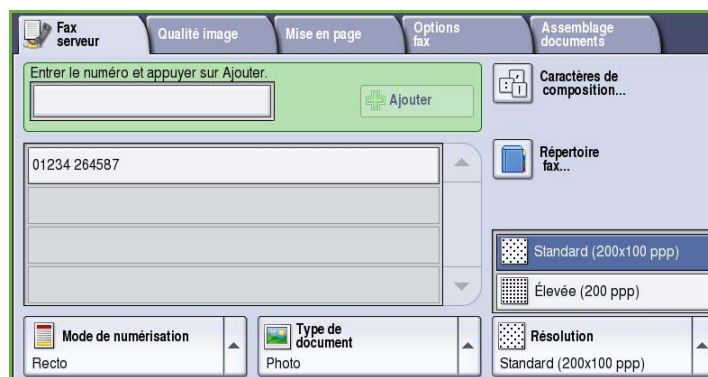 Fax
serveur
Qualité image
Mise en page
Options
fax
Assemblage
documents
Entrer le numéro et appuyer sur Ajouter.
Ajouter
Caractères de
composition...
01234 264587
Répertoire
fax...
Standard (200x100 ppp)
Élevée (200 ppp)
Mode de numérisation
Recto
Type de
document
Photo
Résolution
Standard (200x100 ppp)